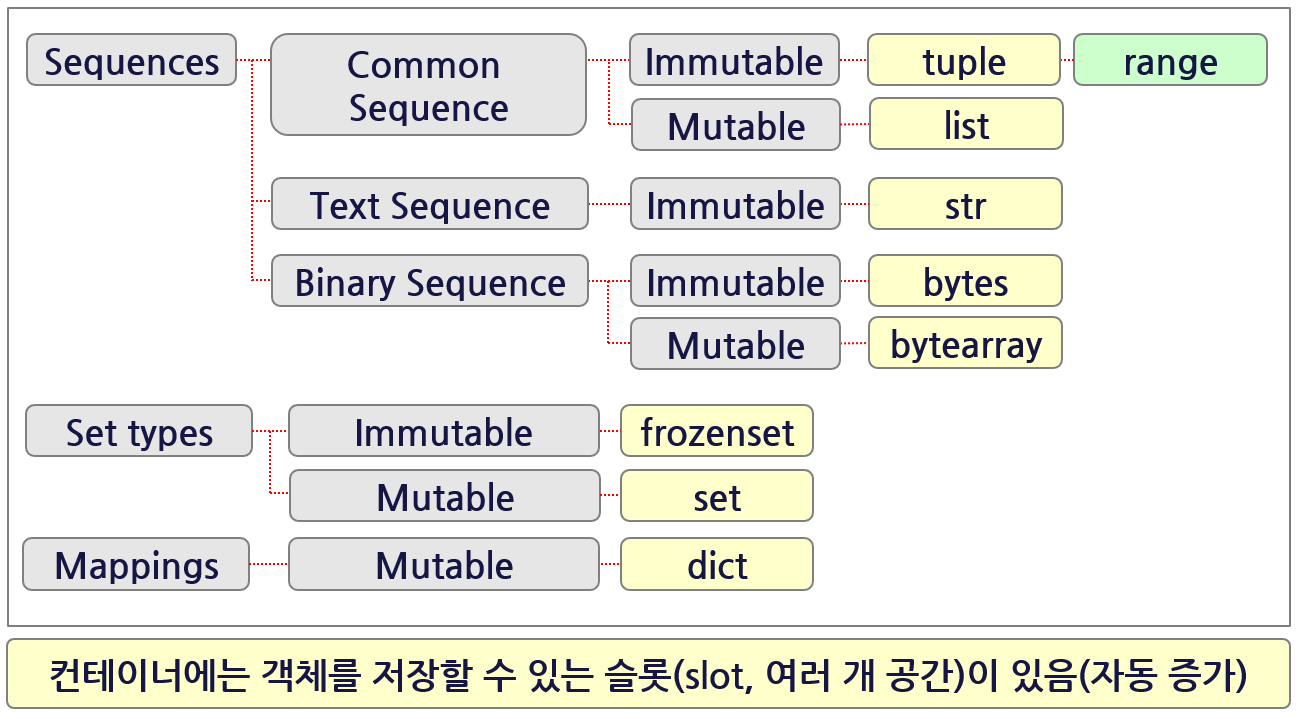 Sequences
Common
Sequence
Immutable
tuple
range
Mutable
list
Text Sequence
Immutable
str
Binary Sequence
Immutable
bytes
Mutable
bytearray
Set types
Immutable
frozenset
Mutable
set
Mappings
Mutable
dict
컨테이너에는 객체를 저장할 수 있는 슬롯(slot, 여러 개 공간)이 있음(자동 증가)